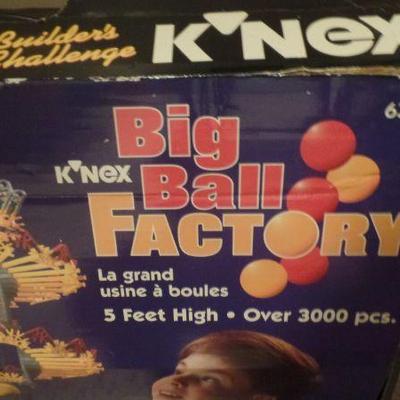 Builder's
Challenge
K'NEX
Big
K'NEX
Ball
FACTORY
La grand
usine à boules
5 Feet High • Over 3000 pcs.